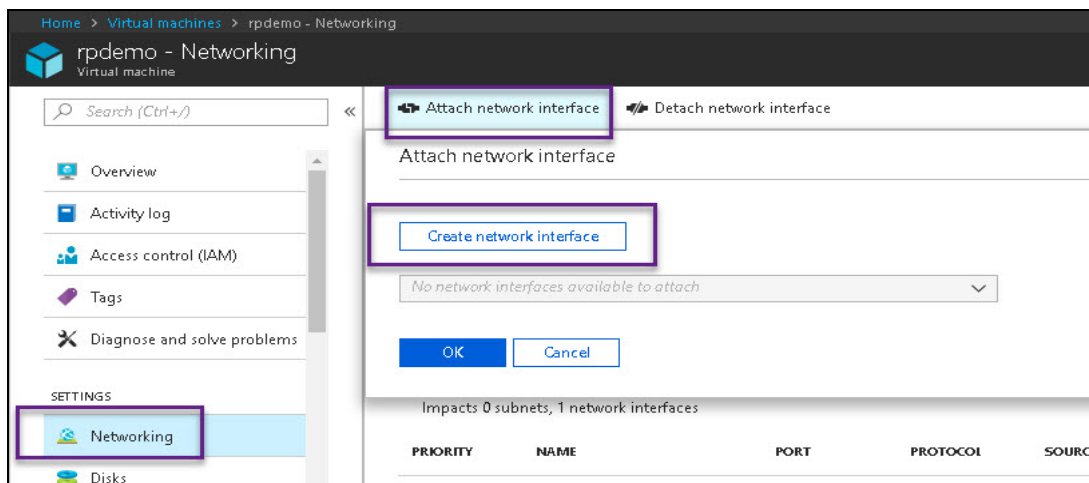 Home > Virtual machines > rpdemo - Networking
rpdemo - Networking
Virtual machine
Search (Ctrl+/)
Overview
Activity log
Access control (IAM)
Tags
Diagnose and solve problems
SETTINGS
Networking
Disks
Attach network interface
Detach network interface
Attach network interface
Create network interface
No network interfaces available to attach
OK
Cancel
Impacts 0 subnets, 1 network interfaces
PRIORITY NAME PORT PROTOCOL SOURC